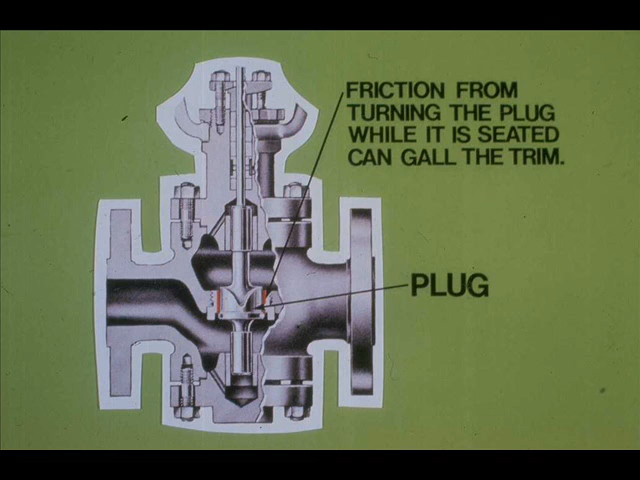 FRICTION FROM
TURNING THE PLUG
WHILE IT IS SEATED
CAN GALL THE TRIM.
PLUG